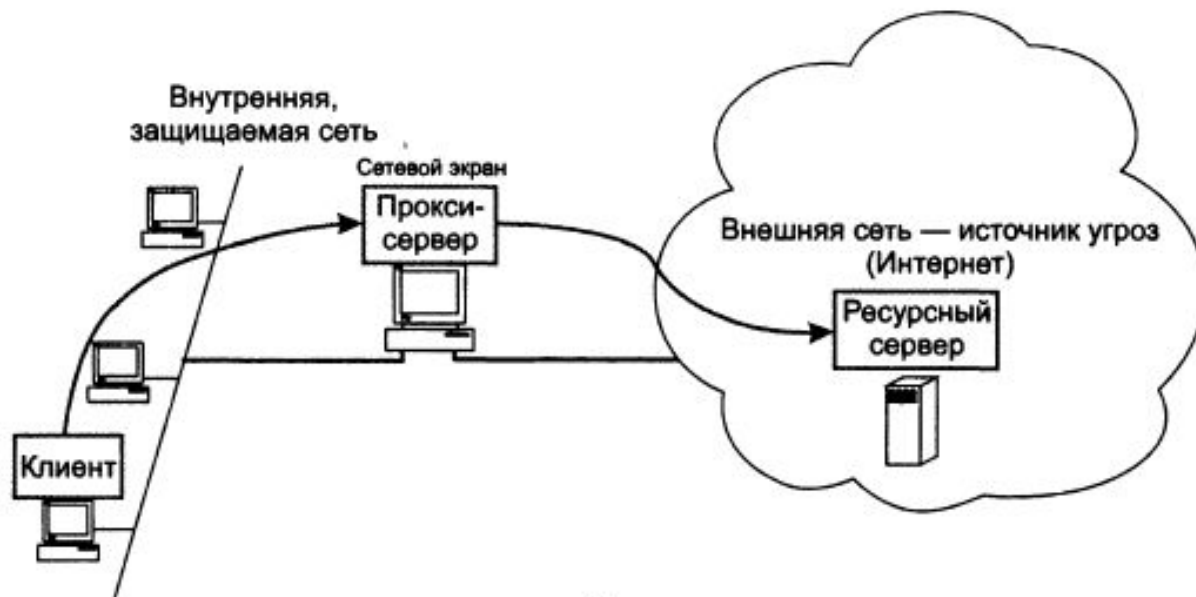 Внутренняя,
защищаемая сеть
Сетевой экран
Прокси-
сервер
Внешняя сеть — источник угроз
(Интернет)
Ресурсный
сервер
Клиент